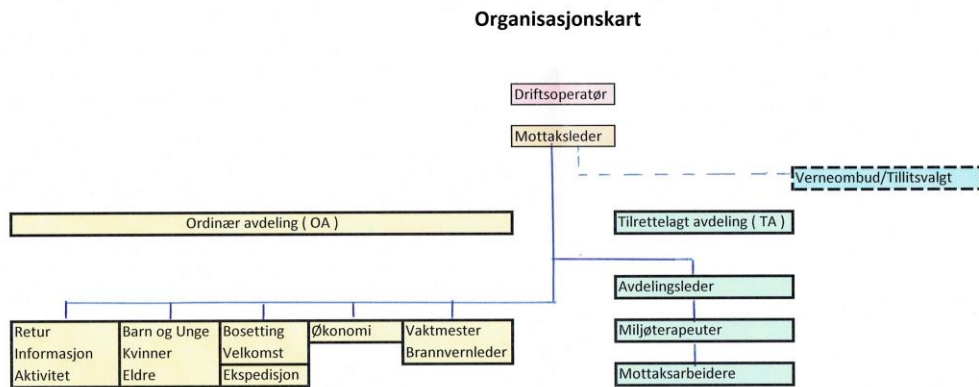 Organisasjonskart
Driftsoperatør
Mottaksleder
Verneombud/Tillitsvalgt
Ordinær avdeling ( OA )
Tilrettelagt avdeling ( TA )
Avdelingsleder
Miljøterapeuter
Mottaksarbeidere
Retur
Informasjon
Aktivitet
Barn og Unge
Kvinner
Eldre
Bosetting
Velkomst
Ekspedisjon
Økonomi
Vaktmester
Brannvernleder